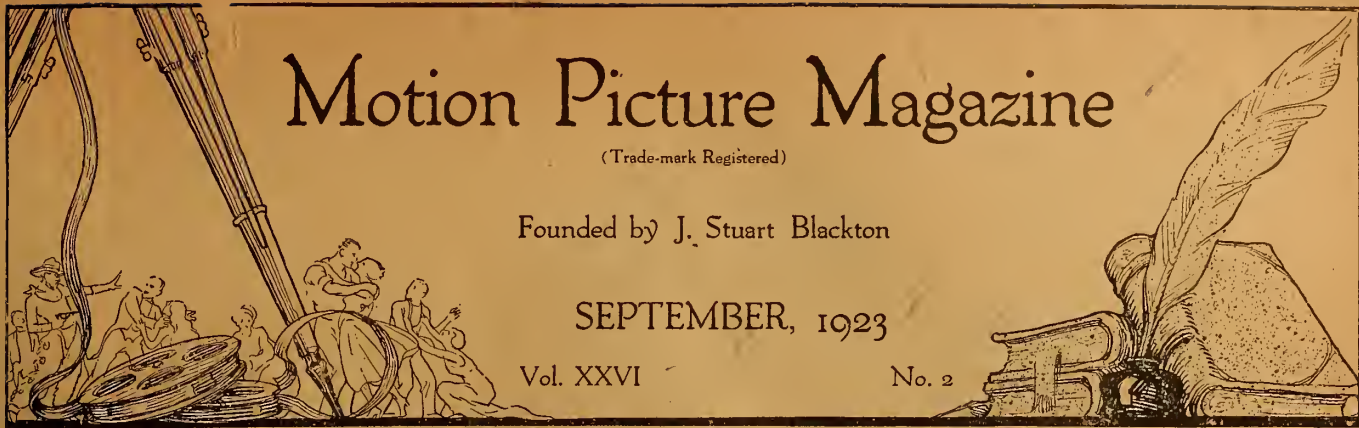 Motion Picture Magazine
(Trade-mark Registered)
Founded by J. Stuart Blackton
SEPTEMBER, 1923
Vol. XXVI No. 2